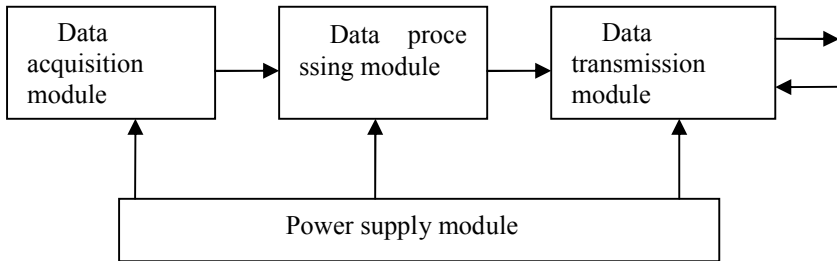 Data
acquisition
module
Data proce
ssing module
Data
transmission
module
Power supply module